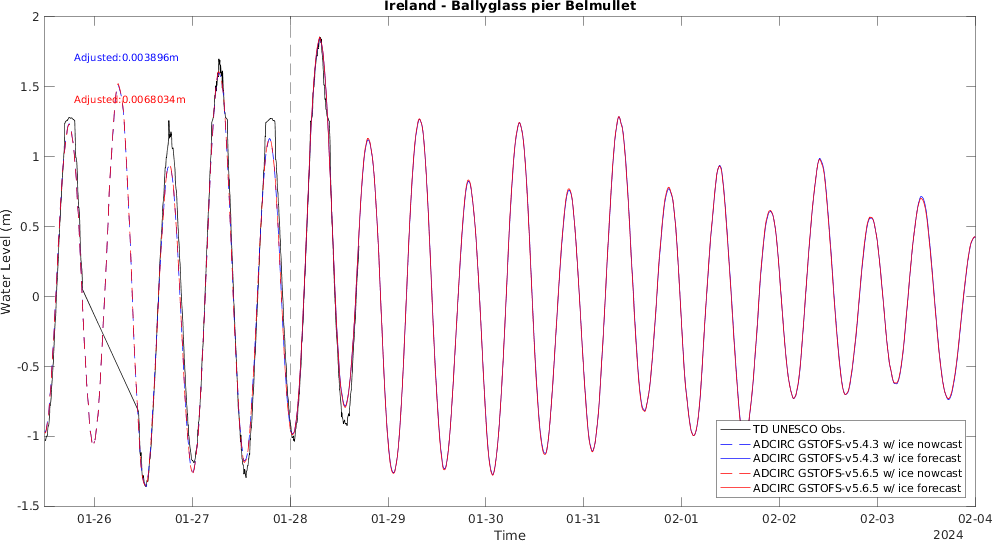 Ireland - Ballyglass pier Belmullet
2
1.5
1
0.5
0
-0.5
-1
-1.5
Water Level (m)
Adjusted:0.003896m
Adjusted:0.0068034m
TD UNESCO Obs.
ADCIRC GSTOFS-v5.4.3 w/ ice nowcast
ADCIRC GSTOFS-v5.4.3 w/ ice forecast
ADCIRC GSTOFS-v5.6.5 w/ ice nowcast
ADCIRC GSTOFS-v5.6.5 w/ ice forecast
01-26 01-27 01-28 01-29 01-30 01-31 02-01 02-02 02-03 02-04
Time
2024